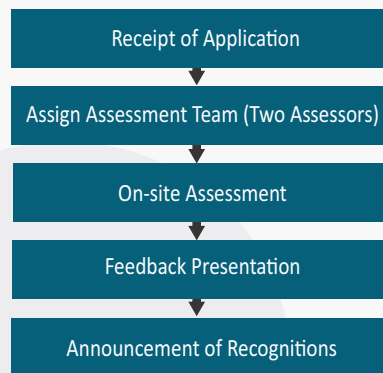 Receipt of Application
Assign Assessment Team (Two Assessors)
On-site Assessment
Feedback Presentation
Announcement of Recognitions